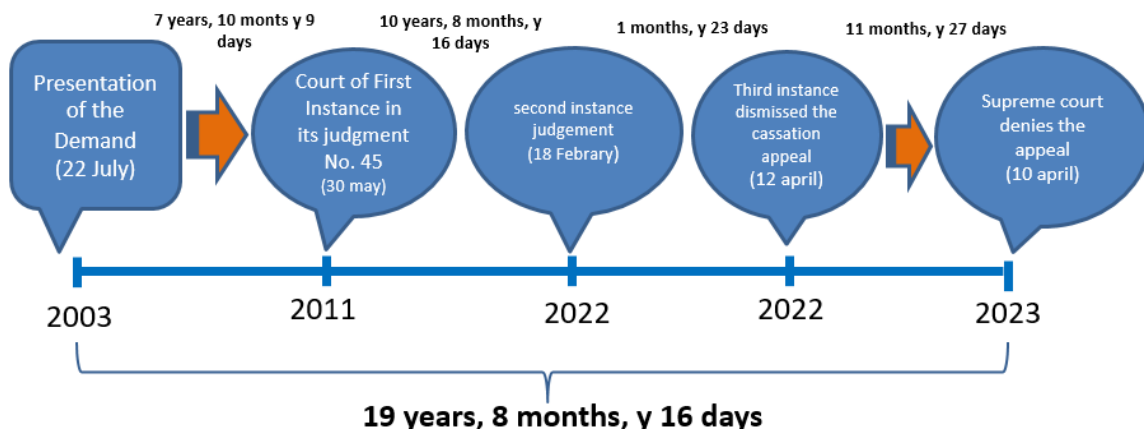 7 years, 10 monts y 9
days
10 years, 8 months, y
16 days
1 months, y 23 days
11 months, y 27 days
Presentation
of the
Demand
(22 July)
Court of First
Instance in
its judgment
No. 45
(30 may)
second instance
judgement
(18 Febrary)
Third instance
dismissed the
cassation
appeal
(12 april)
Supreme court
denies the
appeal
(10 april)
2003
2011
2022
2022
2023
19 years, 8 months, y 16 days